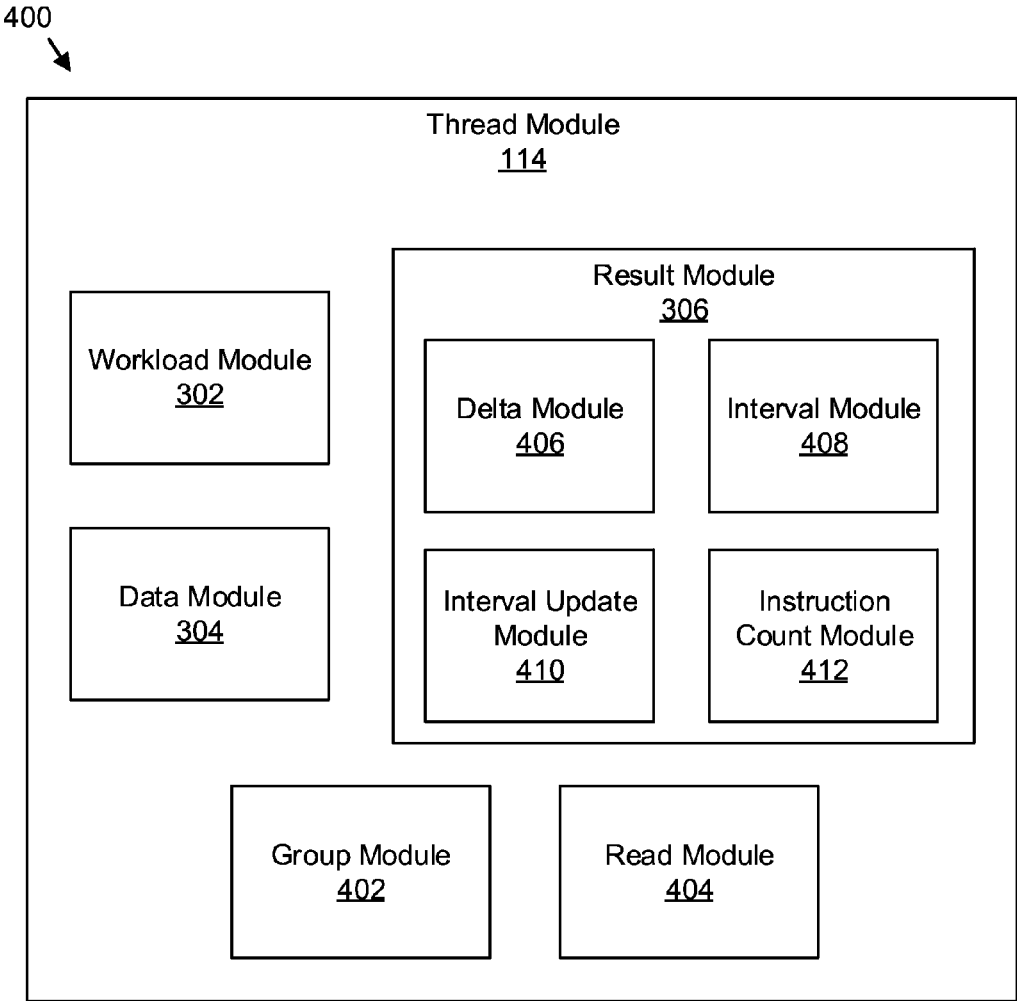 400
Thread Module
114
Result Module
306
Workload Module
302
Delta Module
406
Interval Module
408
Data Module
304
Interval Update
Module
410
Instruction
Count Module
412
Group Module
402
Read Module
404